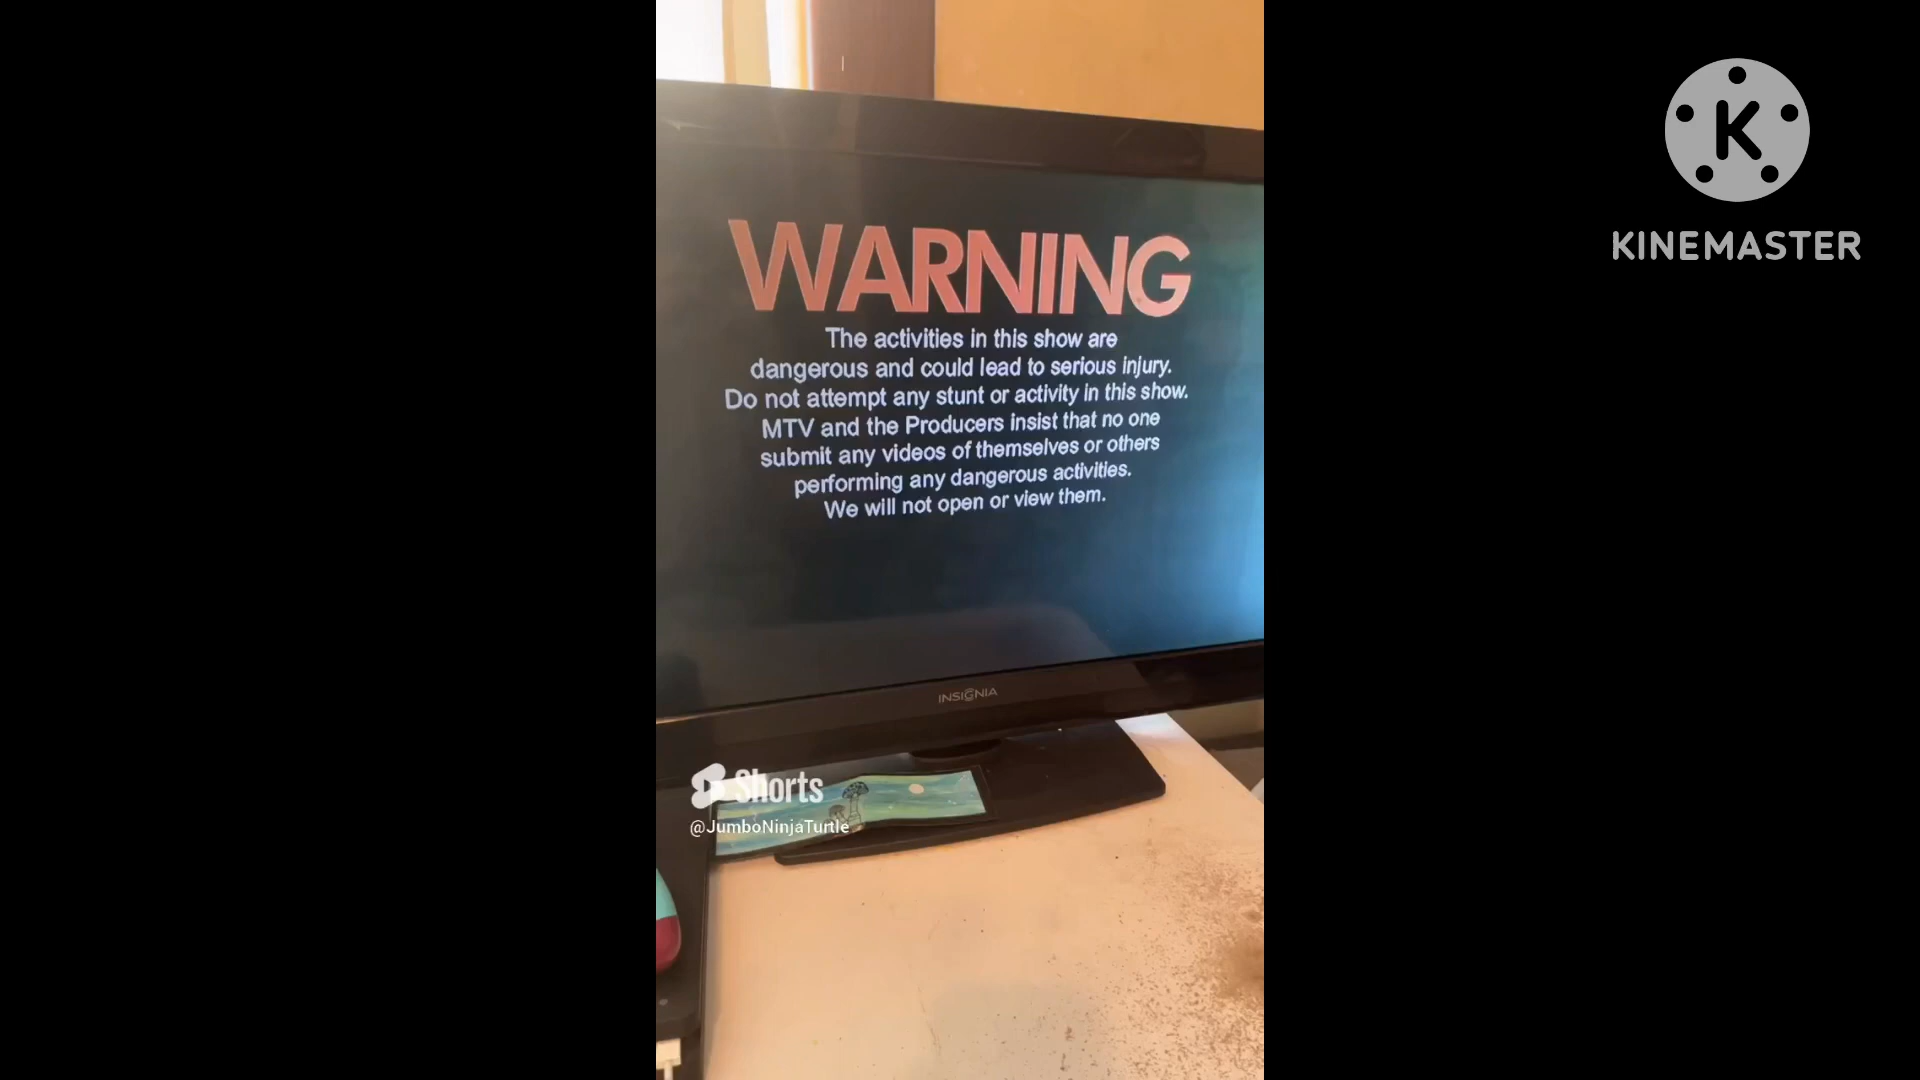 K
KINEMASTER
WARNING
The activities in this show are
dangerous and could lead to serious injury.
Do not attempt any stunt or activity in this show.
MTV and the Producers insist that no one
submit any videos of themselves or others
performing any dangerous activities.
We will not open or view them.
INSIGNIA
Shorts
@JumboNinjaTurtle